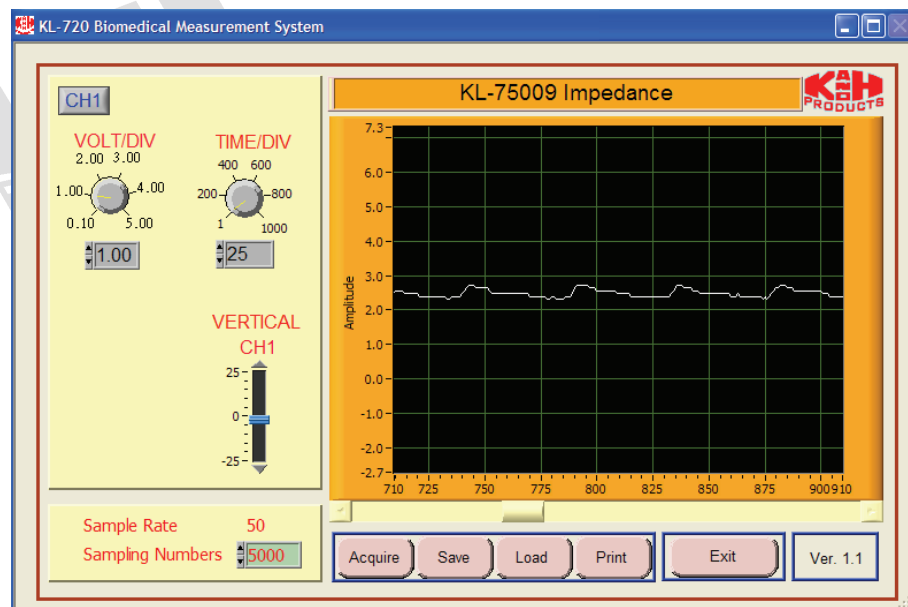 KL-720 Biomedical Measurement System
CH1
VOLT/DIV
2.00 3.00
1.00 4.00
0.10 5.00
1.00
TIME/DIV
400 600
200 800
1 1000
25
VERTICAL
CH1
25
0
-25
Sample Rate 50
Sampling Numbers 5000
KL-75009 Impedance
K AND H
PRODUCTS
Amplitude
7.3
6.0
5.0
4.0
3.0
2.0
1.0
0.0
-1.0
-2.0
-2.7
710 725 750 775 800 825 850 875 900 910
Acquire Save Load Print Exit Ver. 1.1